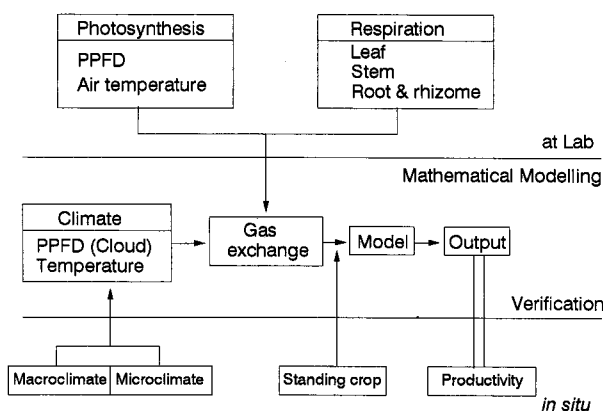 Photosynthesis
PPFD
Air temperature
Respiration
Leaf
Stem
Root & rhizome
at Lab
Mathematical Modelling
Climate
PPFD (Cloud)
Temperature
Gas
exchange
Model
Output
Verification
Macroclimate
Microclimate
Standing crop
Productivity
in situ